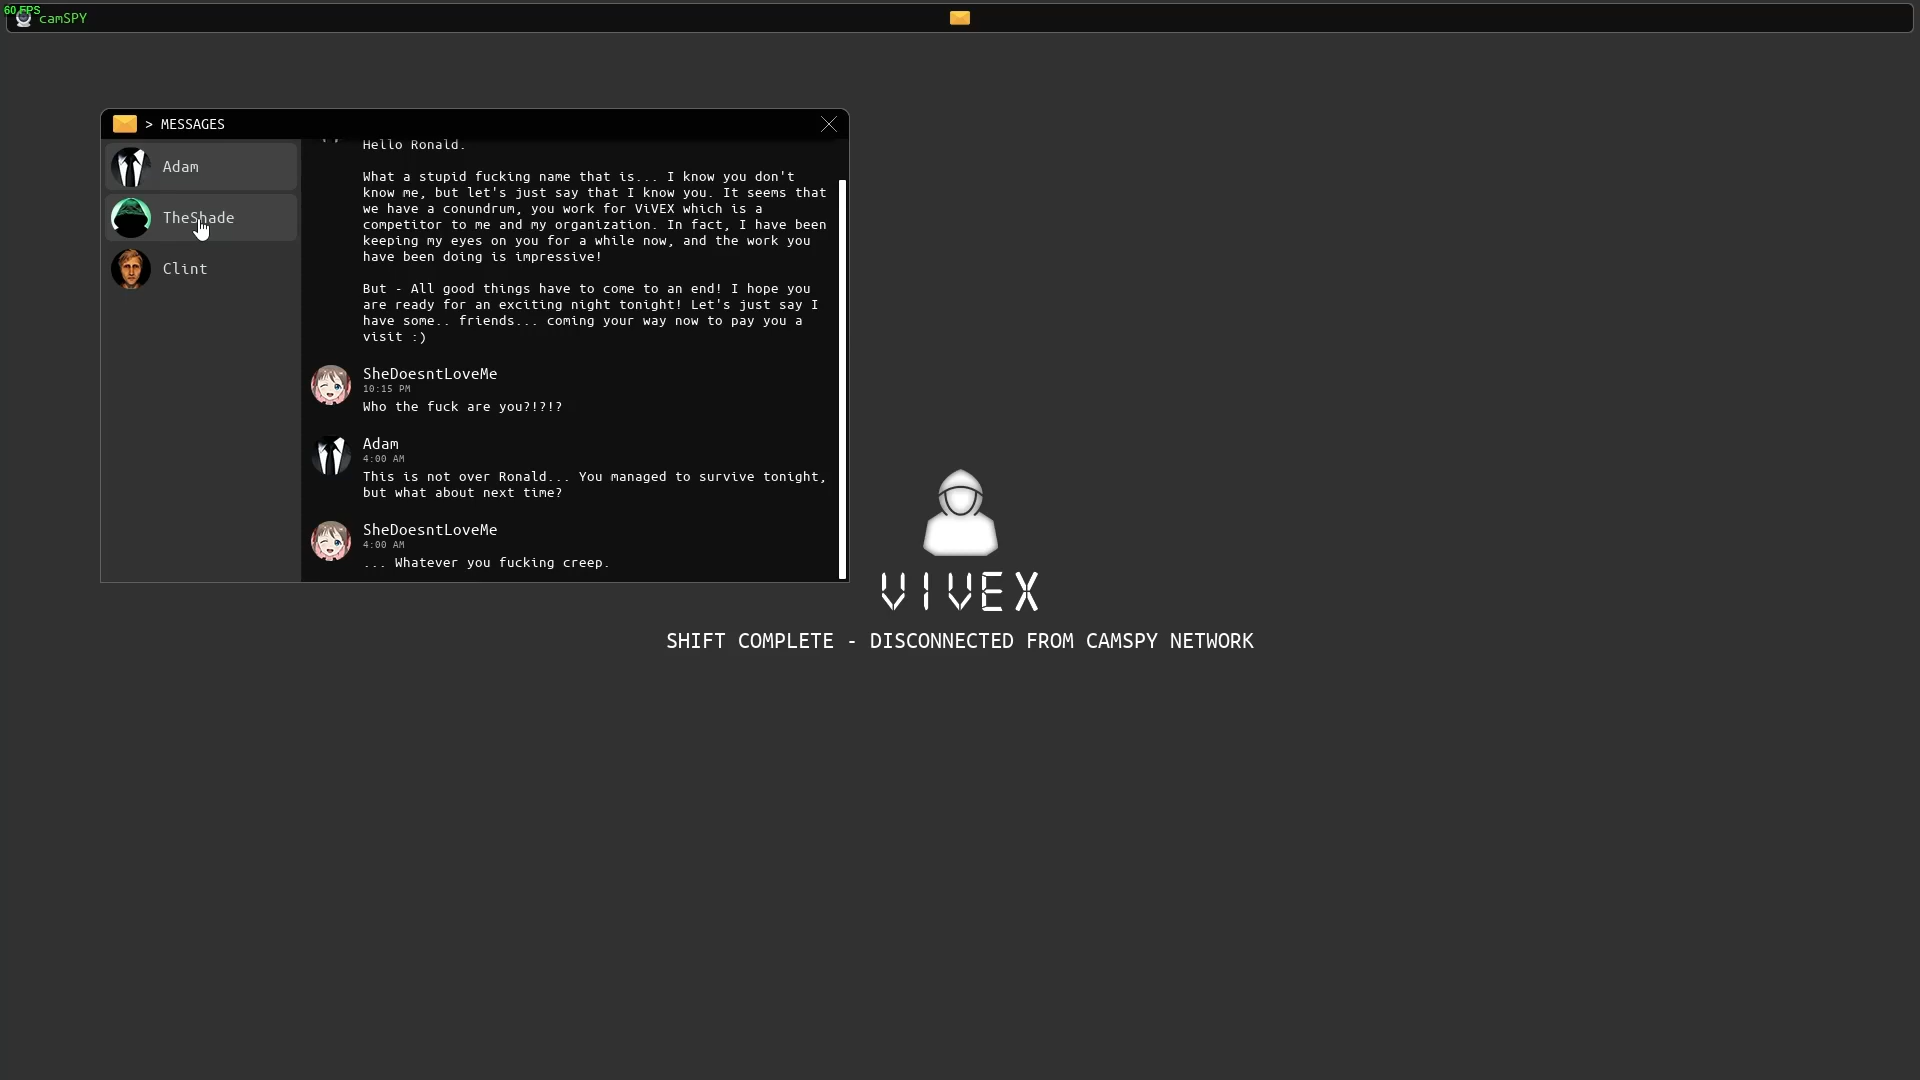 60 FPS
camSPY
> MESSAGES
Adam
TheShade
Clint
Hello Ronald.
What a stupid fucking name that is... I know you don't
know me, but let's just say that I know you. It seems that
we have a conundrum, you work for ViVEX which is a
competitor to me and my organization. In fact, I have been
keeping my eyes on you for a while now, and the work you
have been doing is impressive!
But - All good things have to come to an end! I hope you
are ready for an exciting night tonight! Let's just say I
have some.. friends... coming your way now to pay you a
visit :)
SheDoesntLoveMe
10:15 PM
Who the fuck are you?!?!?
Adam
4:00 AM
This is not over Ronald... You managed to survive tonight,
but what about next time?
SheDoesntLoveMe
4:00 AM
... Whatever you fucking creep.
VIVEX
SHIFT COMPLETE - DISCONNECTED FROM CAMSPY NETWORK